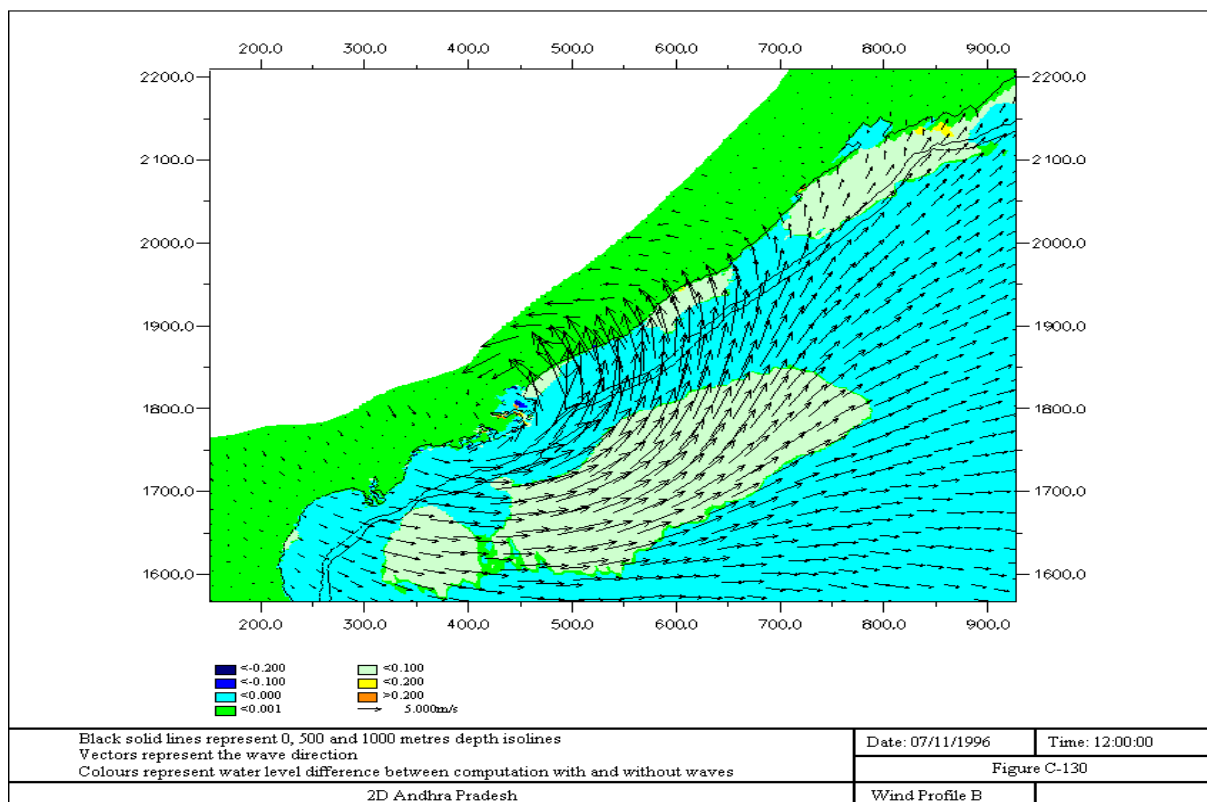 200.0 300.0 400.0 500.0 600.0 700.0 800.0 900.0
2200.0 2200.0
2100.0 2100.0
2000.0 2000.0
1900.0 1900.0
1800.0 1800.0
1700.0 1700.0
1600.0 1600.0
200.0 300.0 400.0 500.0 600.0 700.0 800.0 900.0
<-0.200 <0.100
<-0.100 <0.200
<0.000 >0.200
<0.001 5.000m/s
Black solid lines represent 0, 500 and 1000 metres depth isolines
Vectors represent the wave direction
Colours represent water level difference between computation with and without waves
Date: 07/11/1996 Time: 12:00:00
Figure C-130
2D Andhra Pradesh Wind Profile B